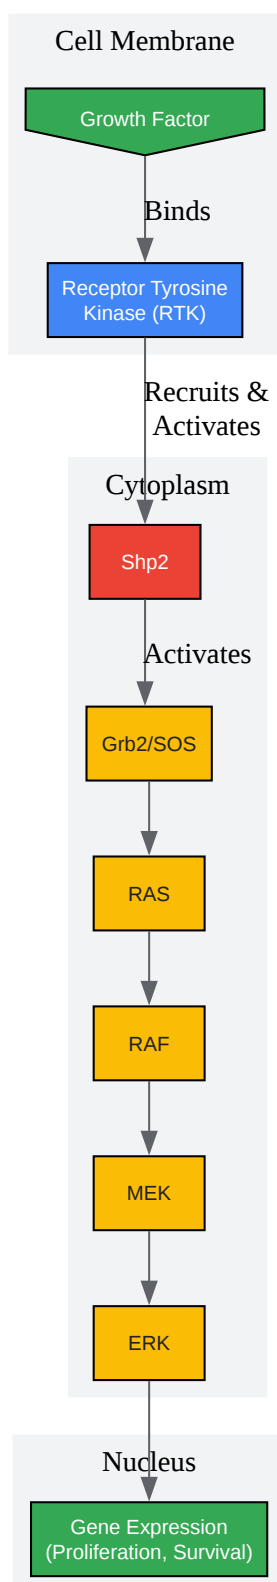 Cell Membrane
Growth Factor
Binds
Receptor Tyrosine
Kinase (RTK)
Recruits &
Activates
Cytoplasm
Shp2
Activates
Grb2/SOS
RAS
RAF
MEK
ERK
Nucleus
Gene Expression
(Proliferation, Survival)